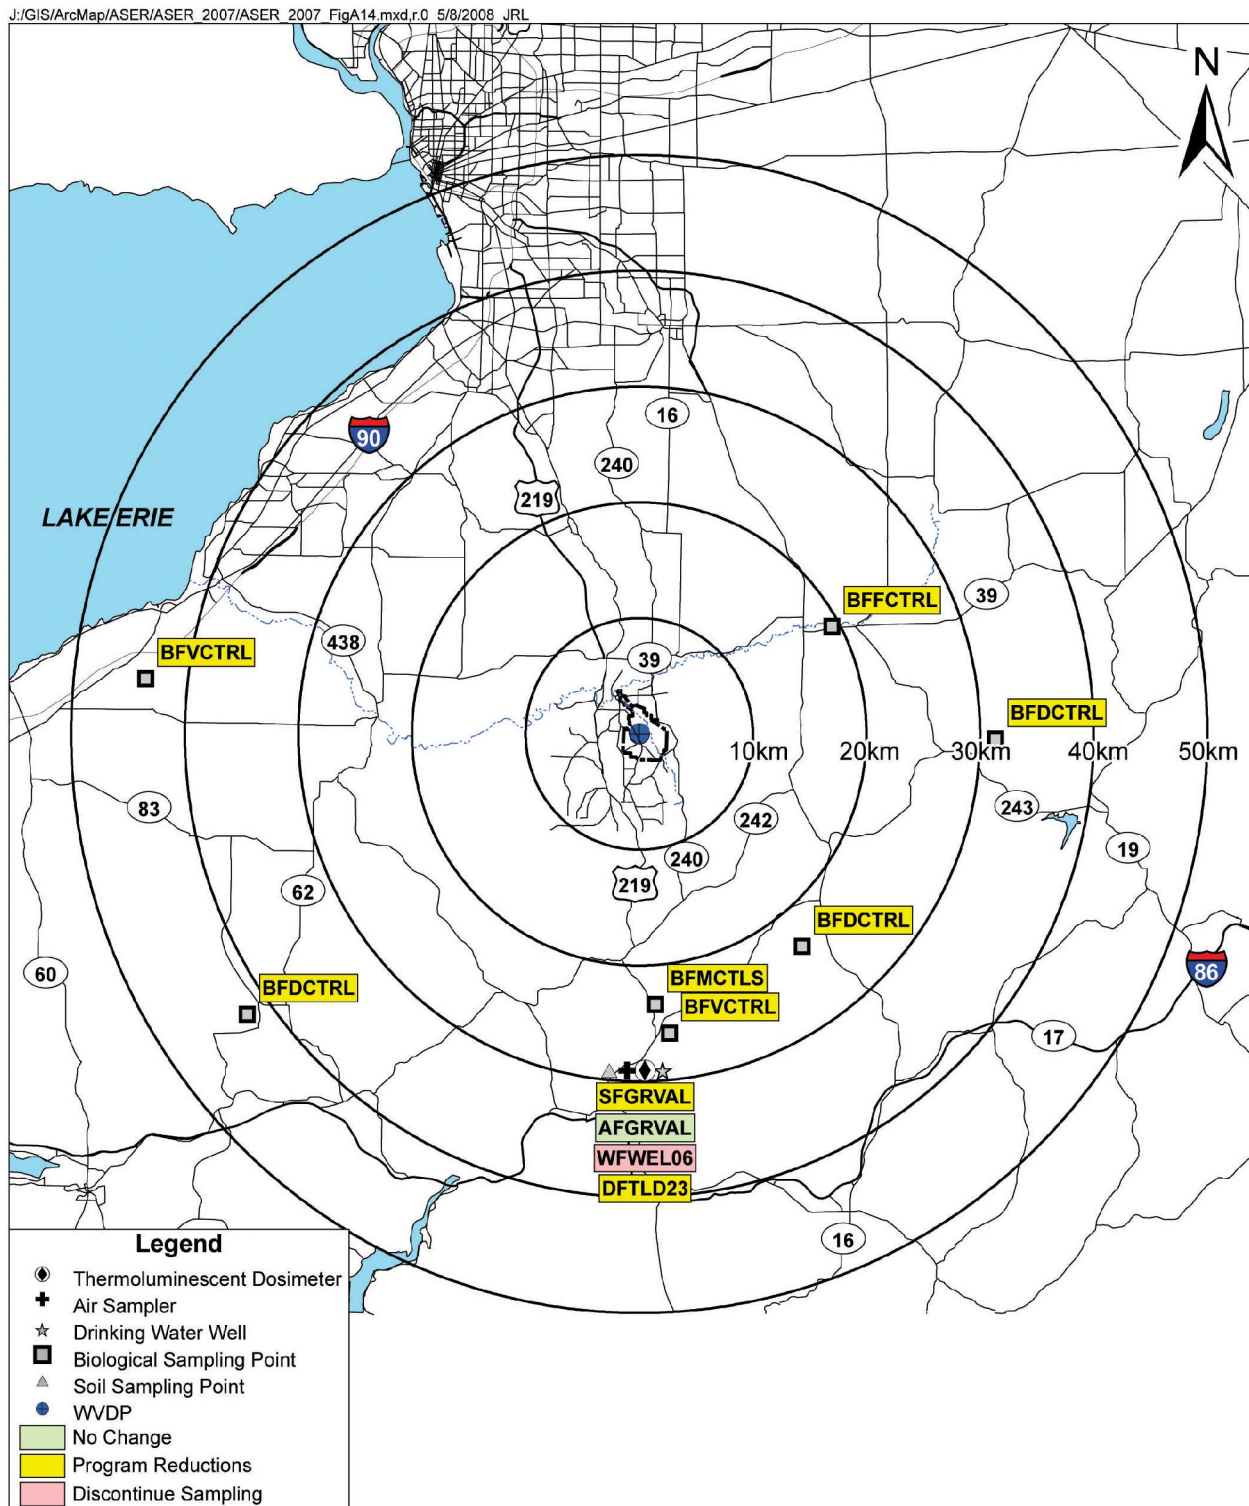 J:/GIS/ArcMap/ASER/ASER_2007/ASER_2007_FigA14.mxd,r.0 5/8/2008 JRL
N
16
90
240
219
LAKE ERIE
BFFCTRL
39
438
BFVCTRL
39
BFDCTRL
10km
20km
30km
40km
50km
83
243
242
19
240
62
219
BFDCTRL
60
86
BFMCTLS
BFDCTRL
BFVCTRL
17
SFGRVAL
AFGRVAL
WFWEL06
DFTLD23
16
Legend
Thermoluminescent Dosimeter
Air Sampler
Drinking Water Well
Biological Sampling Point
Soil Sampling Point
WVDP
No Change
Program Reductions
Discontinue Sampling